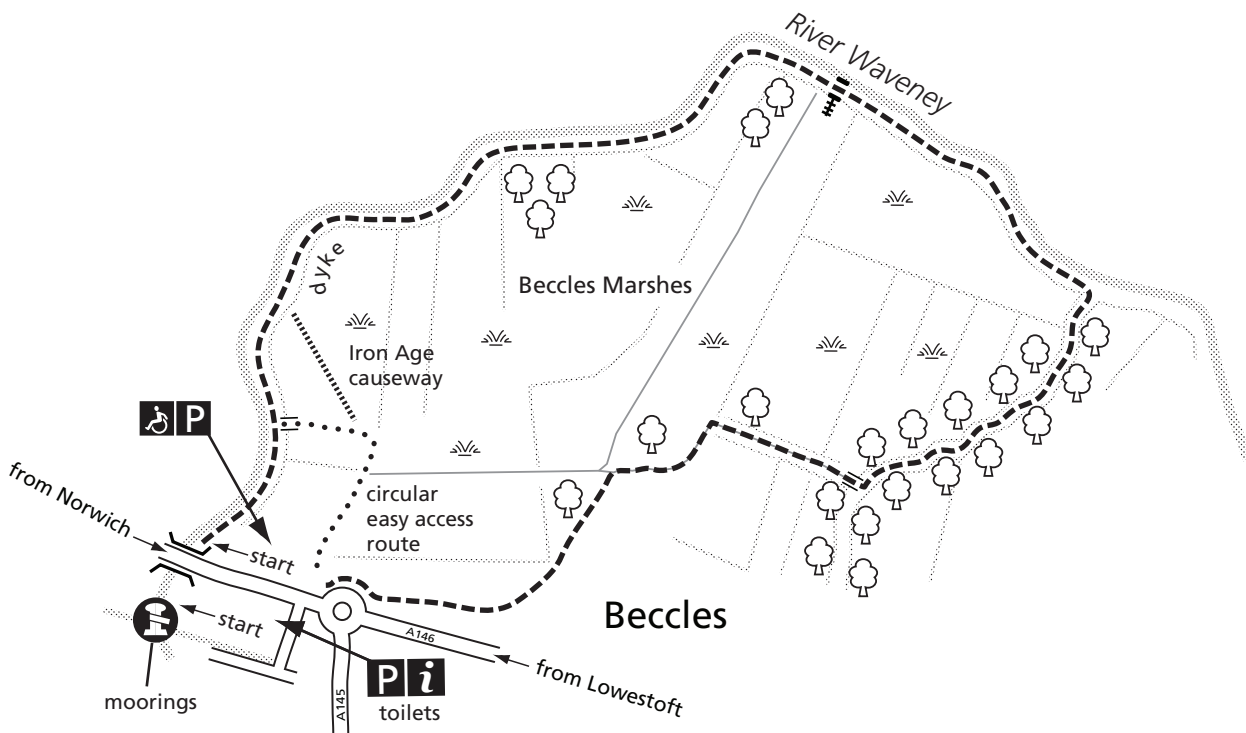 River Waveney
dyke
Beccles Marshes
Iron Age
causeway
P
from Norwich
circular
easy access
route
start
start
Beccles
A146
from Lowestoft
P i
moorings
A145
toilets